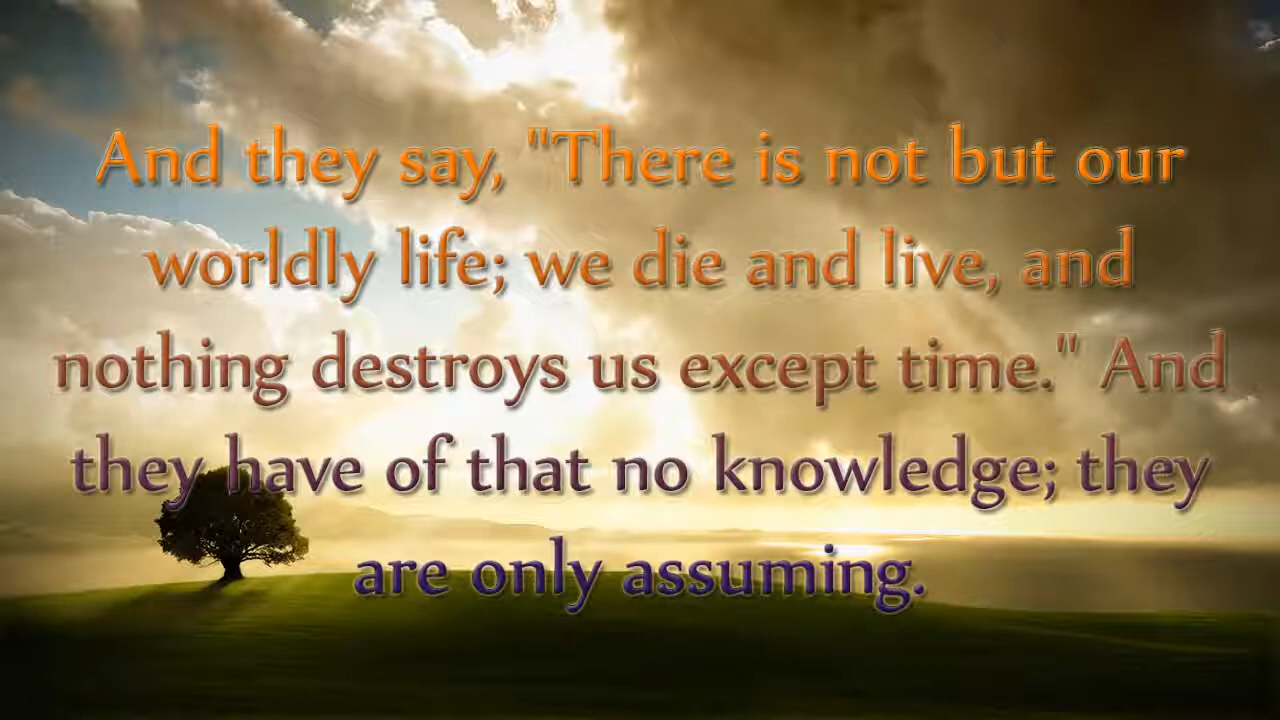 And they say, "There is not but our
worldly life; we die and live, and
nothing destroys us except time." And
they have of that no knowledge; they
are only assuming.